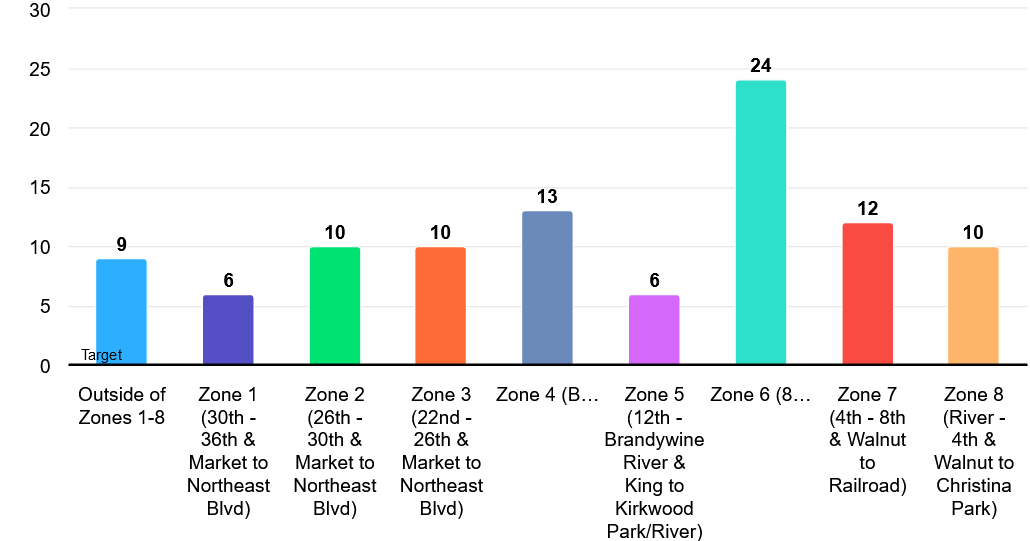 30
25
20
15
10
5
0
9
6
10
10
13
6
24
12
10
Target
Outside of
Zones 1-8
Zone 1
(30th -
36th &
Market to
Northeast
Blvd)
Zone 2
(26th -
30th &
Market to
Northeast
Blvd)
Zone 3
(22nd -
26th &
Market to
Northeast
Blvd)
Zone 4 (B…
Zone 5
(12th -
Brandywine
River &
King to
Kirkwood
Park/River)
Zone 6 (8…
Zone 7
(4th - 8th
& Walnut
to
Railroad)
Zone 8
(River -
4th &
Walnut to
Christina
Park)